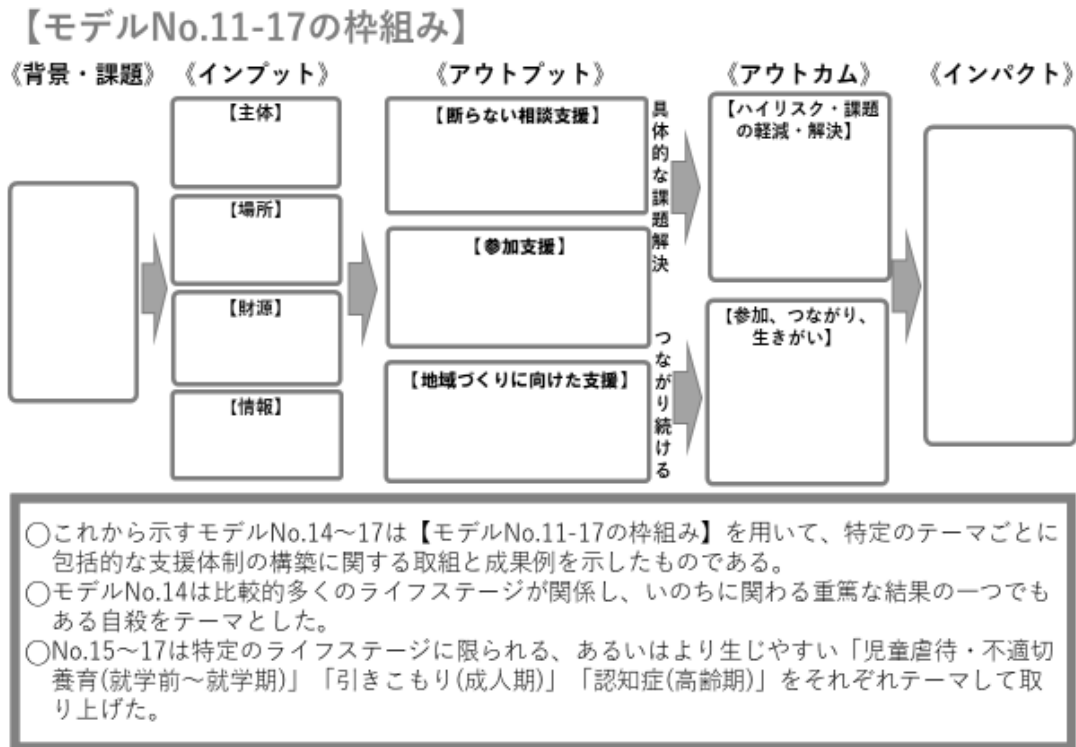 【モデルNo.11-17の枠組み】
《背景・課題》
《インプット》
《アウトプット》
《アウトカム》
《インパクト》
【主体】
【場所】
【財源】
【情報】
【断らない相談支援】
【参加支援】
【地域づくりに向けた支援】
具体的な課題解決
つながり続ける
【ハイリスク・課題
の軽減・解決】
【参加、つながり、
生きがい】
○これから示すモデルNo.14～17は【モデルNo.11-17の枠組み】を用いて、特定のテーマごとに
包括的な支援体制の構築に関する取組と成果例を示したものである。
○モデルNo.14は比較的多くのライフステージが関係し、いのちに関わる重篤な結果の一つでも
ある自殺をテーマとした。
○No.15～17は特定のライフステージに限られる、あるいはより生じやすい「児童虐待・不適切
養育(就学前～就学期)」「引きこもり(成人期)」「認知症(高齢期)」をそれぞれテーマして取
り上げた。